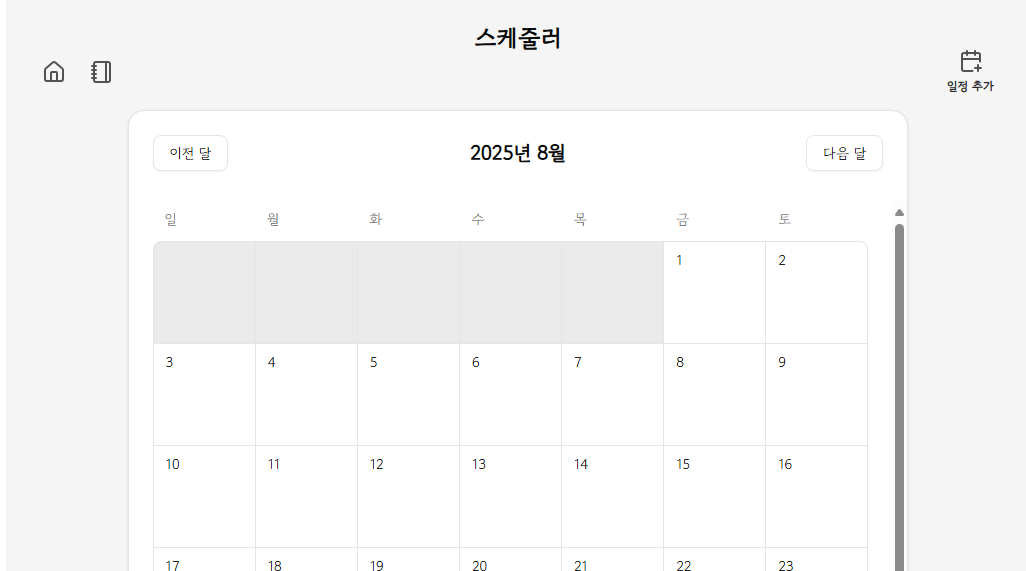 스케줄러
일정 추가
이전 달 2025년 8월 다음 달
일 월 화 수 목 금 토
1 2
3 4 5 6 7 8 9
10 11 12 13 14 15 16
17 18 19 20 21 22 23